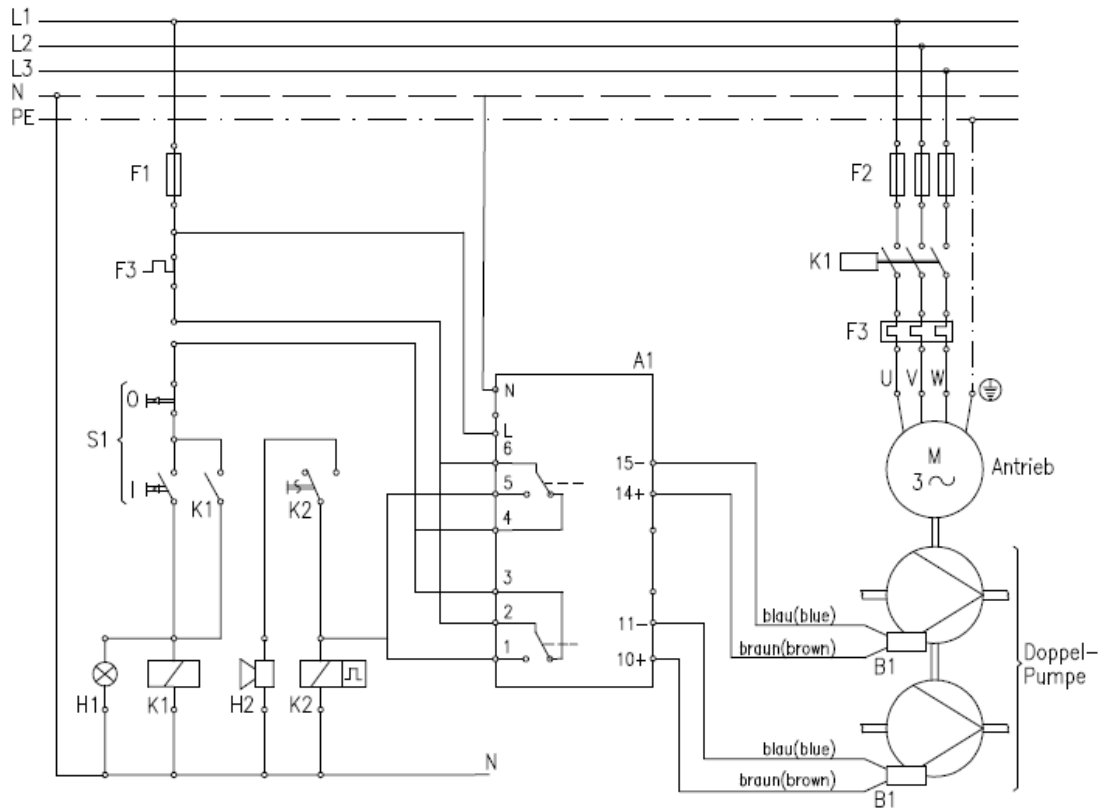 L1
L2
L3
N
PE
F1
F2
F3
K1
F3
A1
U V W
N
O
L
S1
6
15-
M
3~
Antrieb
I
K1
K2
5
14+
4
3
blau(blue)
2
11-
braun(brown)
1
10+
B1
Doppel-
Pumpe
H1
K1
H2
K2
blau(blue)
N
braun(brown)
B1